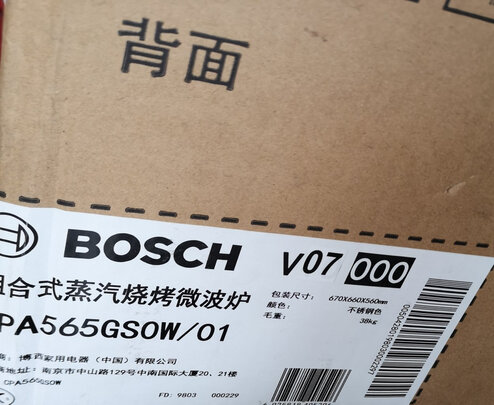 背面
BOSCH
V07 000
组合式蒸汽烧烤微波炉
CPA565GS0W/01
包装尺寸: 670X660X560mm
颜色: 不锈钢色
毛重: 38kg
商: 博西家用电器（中国）有限公司
址: 南京市中山路129号中南国际大厦20、21楼
CPA565GS0W
FD: 9803 000229